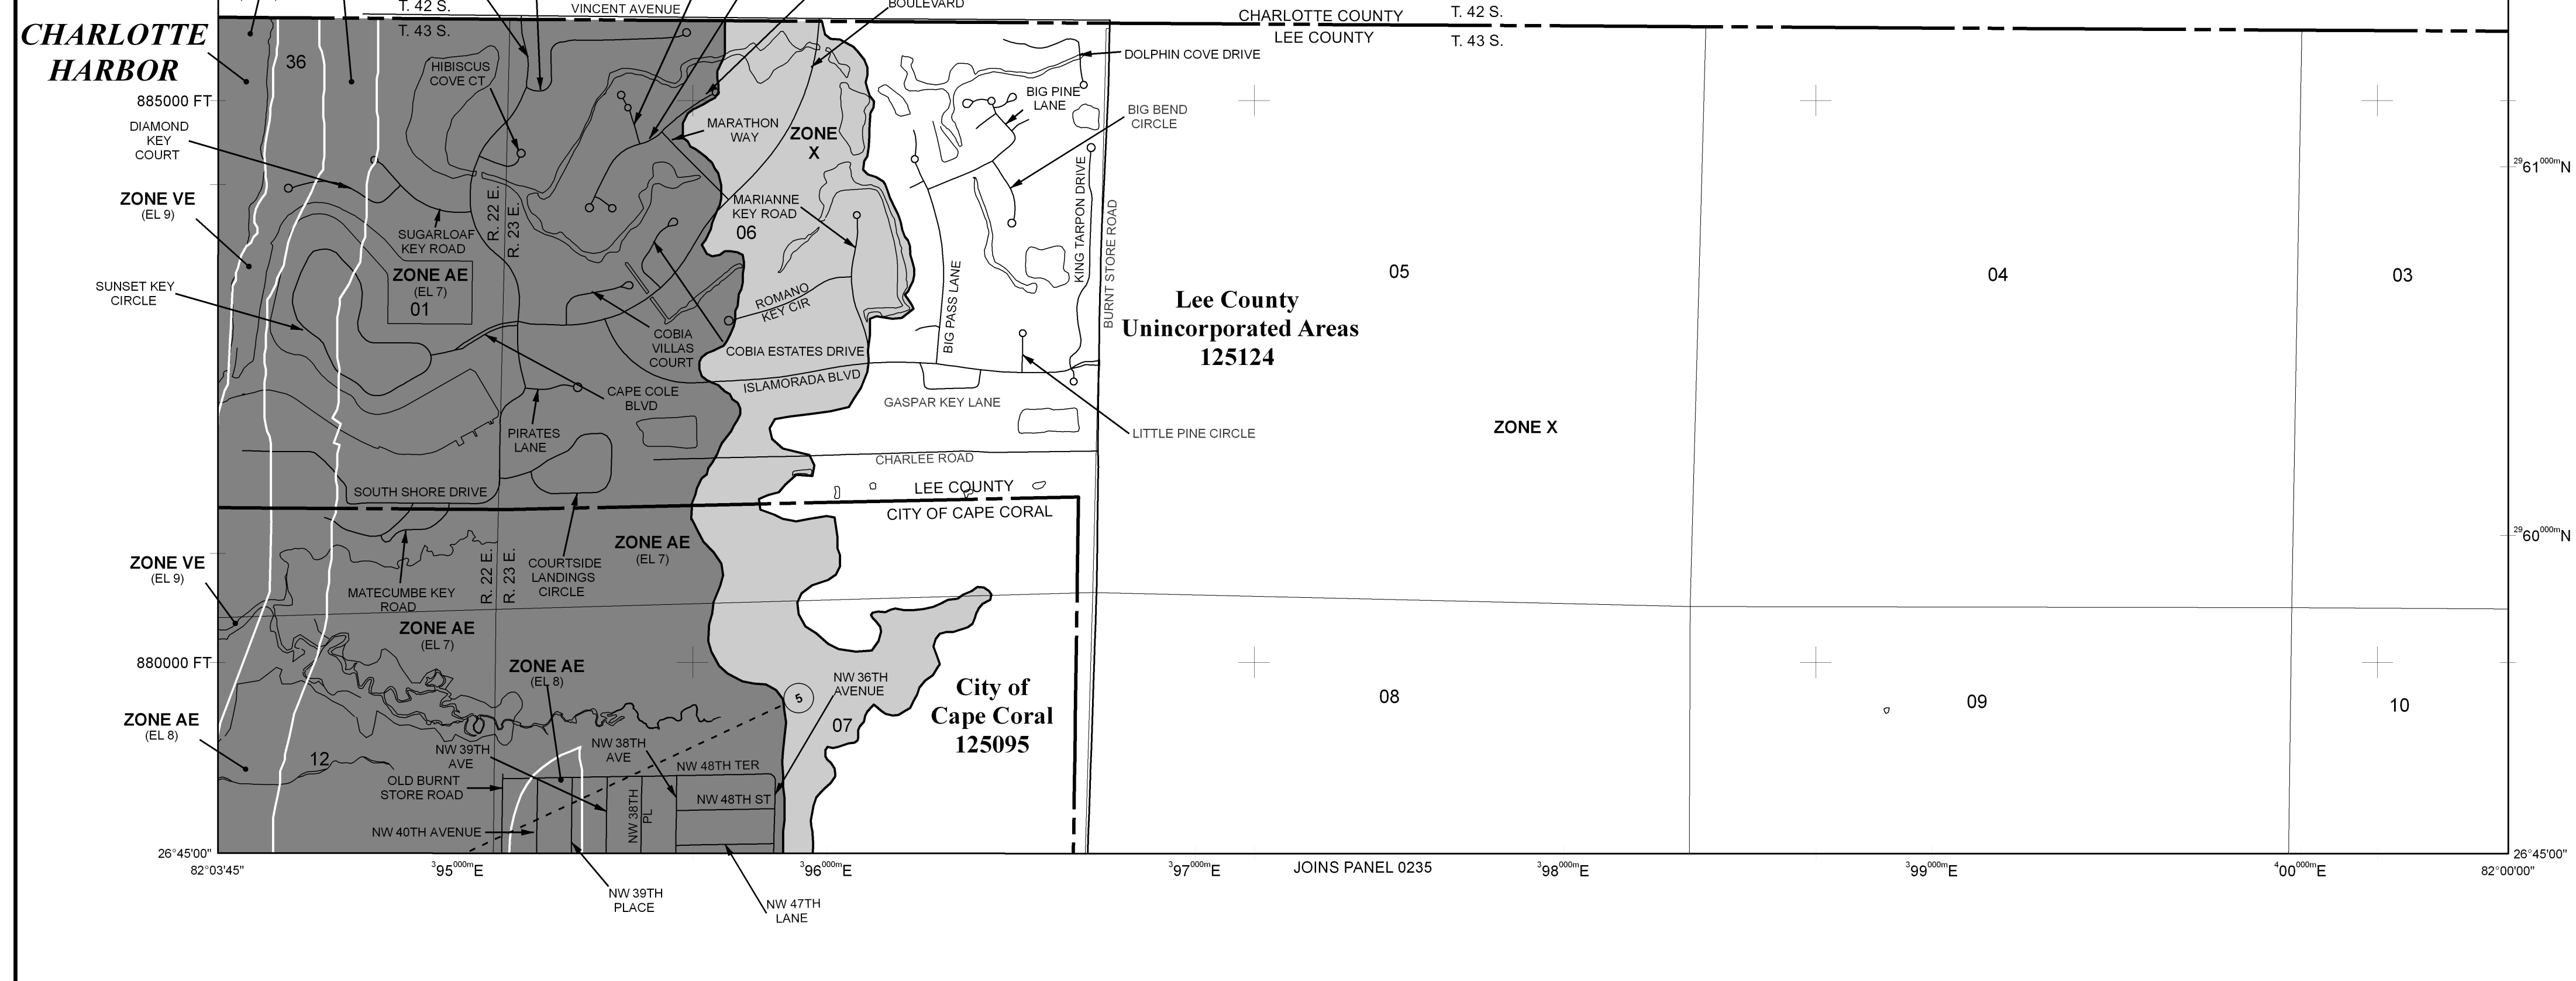 T. 42 S.
VINCENT AVENUE
BOULEVARD
CHARLOTTE COUNTY
T. 42 S.
CHARLOTTE
HARBOR
T. 43 S.
LEE COUNTY
T. 43 S.
36
HIBISCUS
COVE CT
DOLPHIN COVE DRIVE
885000 FT
BIG PINE
LANE
BIG BEND
CIRCLE
DIAMOND
KEY
COURT
MARATHON
WAY
ZONE
X
2961000mN
ZONE VE
(EL 9)
R. 22 E.
R. 23 E.
SUGARLOAF
KEY ROAD
MARIANNE
KEY ROAD
06
KING TARPON DRIVE
BURNT STORE ROAD
SUNSET KEY
CIRCLE
ZONE AE
(EL 7)
01
ROMANO
KEY CIR
BIG PASS LANE
05
04
03
Lee County
Unincorporated Areas
125124
COBIA
VILLAS
COURT
COBIA ESTATES DRIVE
ISLAMORADA BLVD
CAPE COLE
BLVD
GASPAR KEY LANE
PIRATES
LANE
LITTLE PINE CIRCLE
ZONE X
CHARLEE ROAD
SOUTH SHORE DRIVE
LEE COUNTY
CITY OF CAPE CORAL
ZONE AE
(EL 7)
2960000mN
ZONE VE
(EL 9)
R. 22 E.
R. 23 E.
COURTSIDE
LANDINGS
CIRCLE
MATECUMBE KEY
ROAD
ZONE AE
(EL 7)
880000 FT
ZONE AE
(EL 8)
NW 36TH
AVENUE
5
City of
Cape Coral
125095
08
09
10
ZONE AE
(EL 8)
07
12
NW 39TH
AVE
NW 38TH
AVE
NW 48TH TER
OLD BURNT
STORE ROAD
NW 48TH ST
NW 38TH
PL
NW 40TH AVENUE
26°45'00"
26°45'00"
82°03'45"
395000mE
396000mE
397000mE
JOINS PANEL 0235
398000mE
399000mE
400000mE
82°00'00"
NW 39TH
PLACE
NW 47TH
LANE